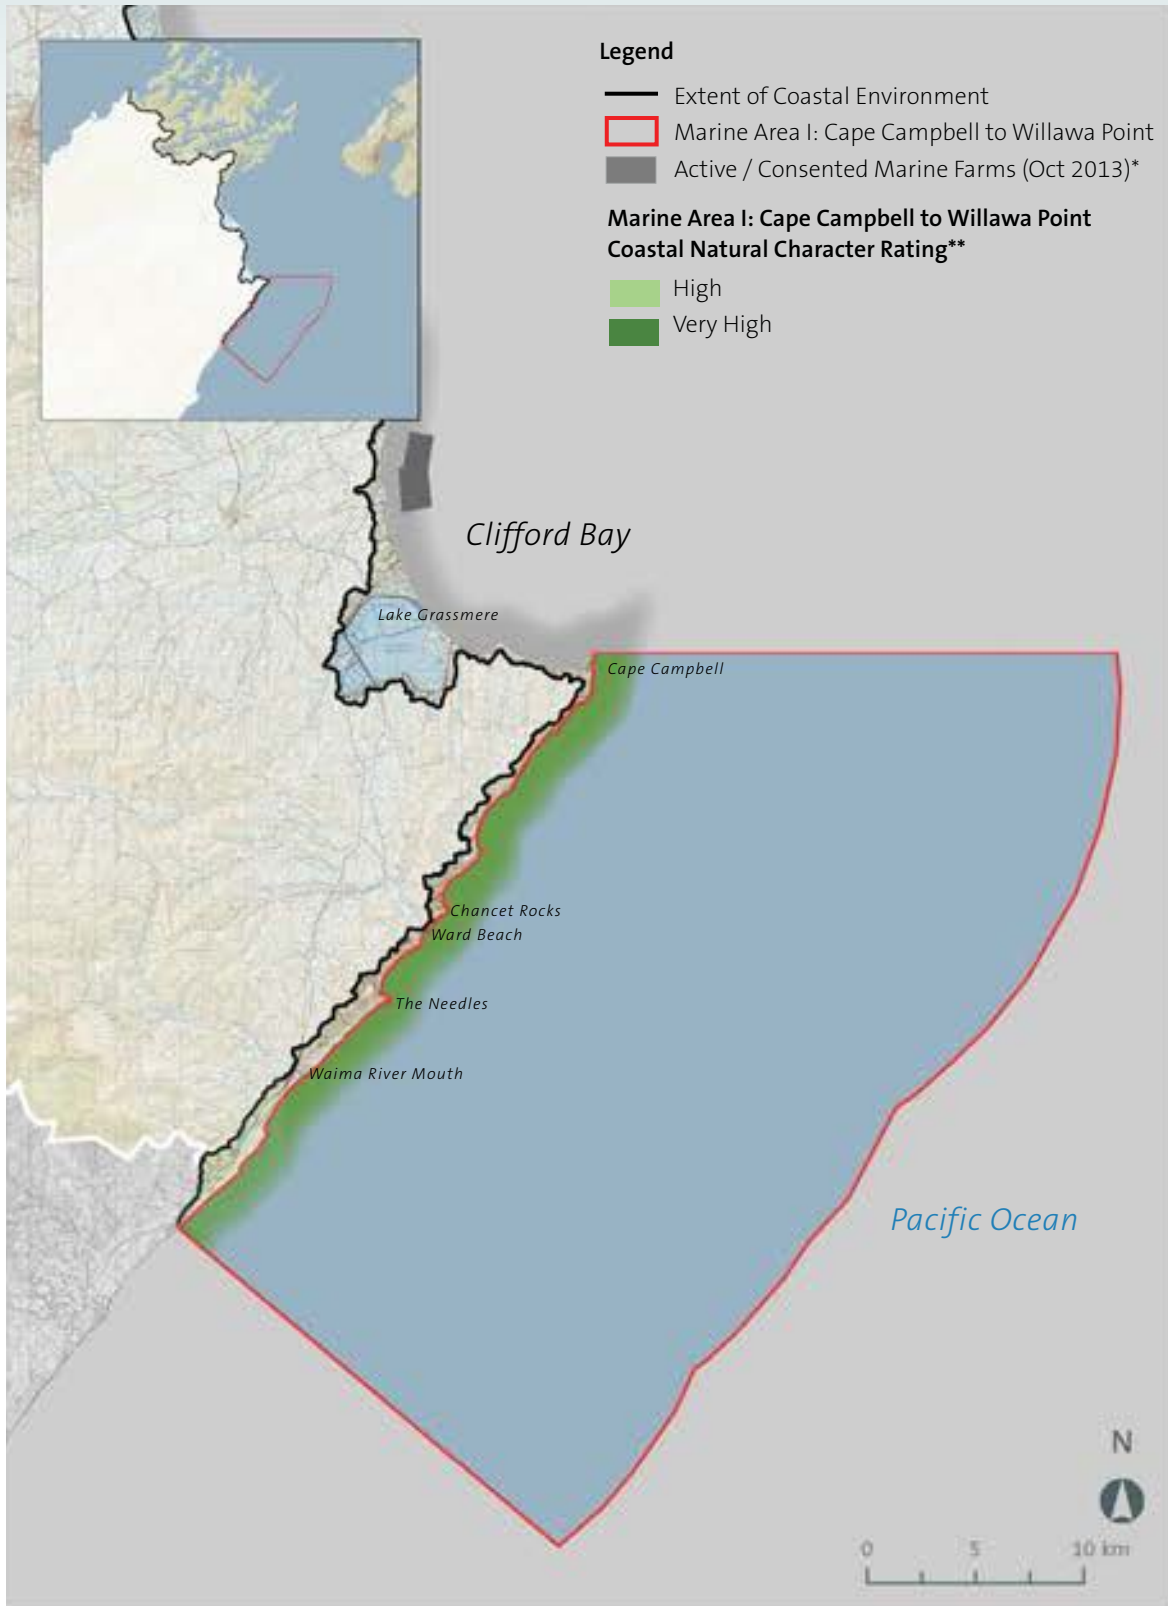 Legend
Extent of Coastal Environment
Marine Area I: Cape Campbell to Willawa Point
Active / Consented Marine Farms (Oct 2013)*
Marine Area I: Cape Campbell to Willawa Point
Coastal Natural Character Rating**
High
Very High
Clifford Bay
Lake Grassmere
Cape Campbell
Chancet Rocks
Ward Beach
The Needles
Waima River Mouth
Pacific Ocean
N
0 5 10 km